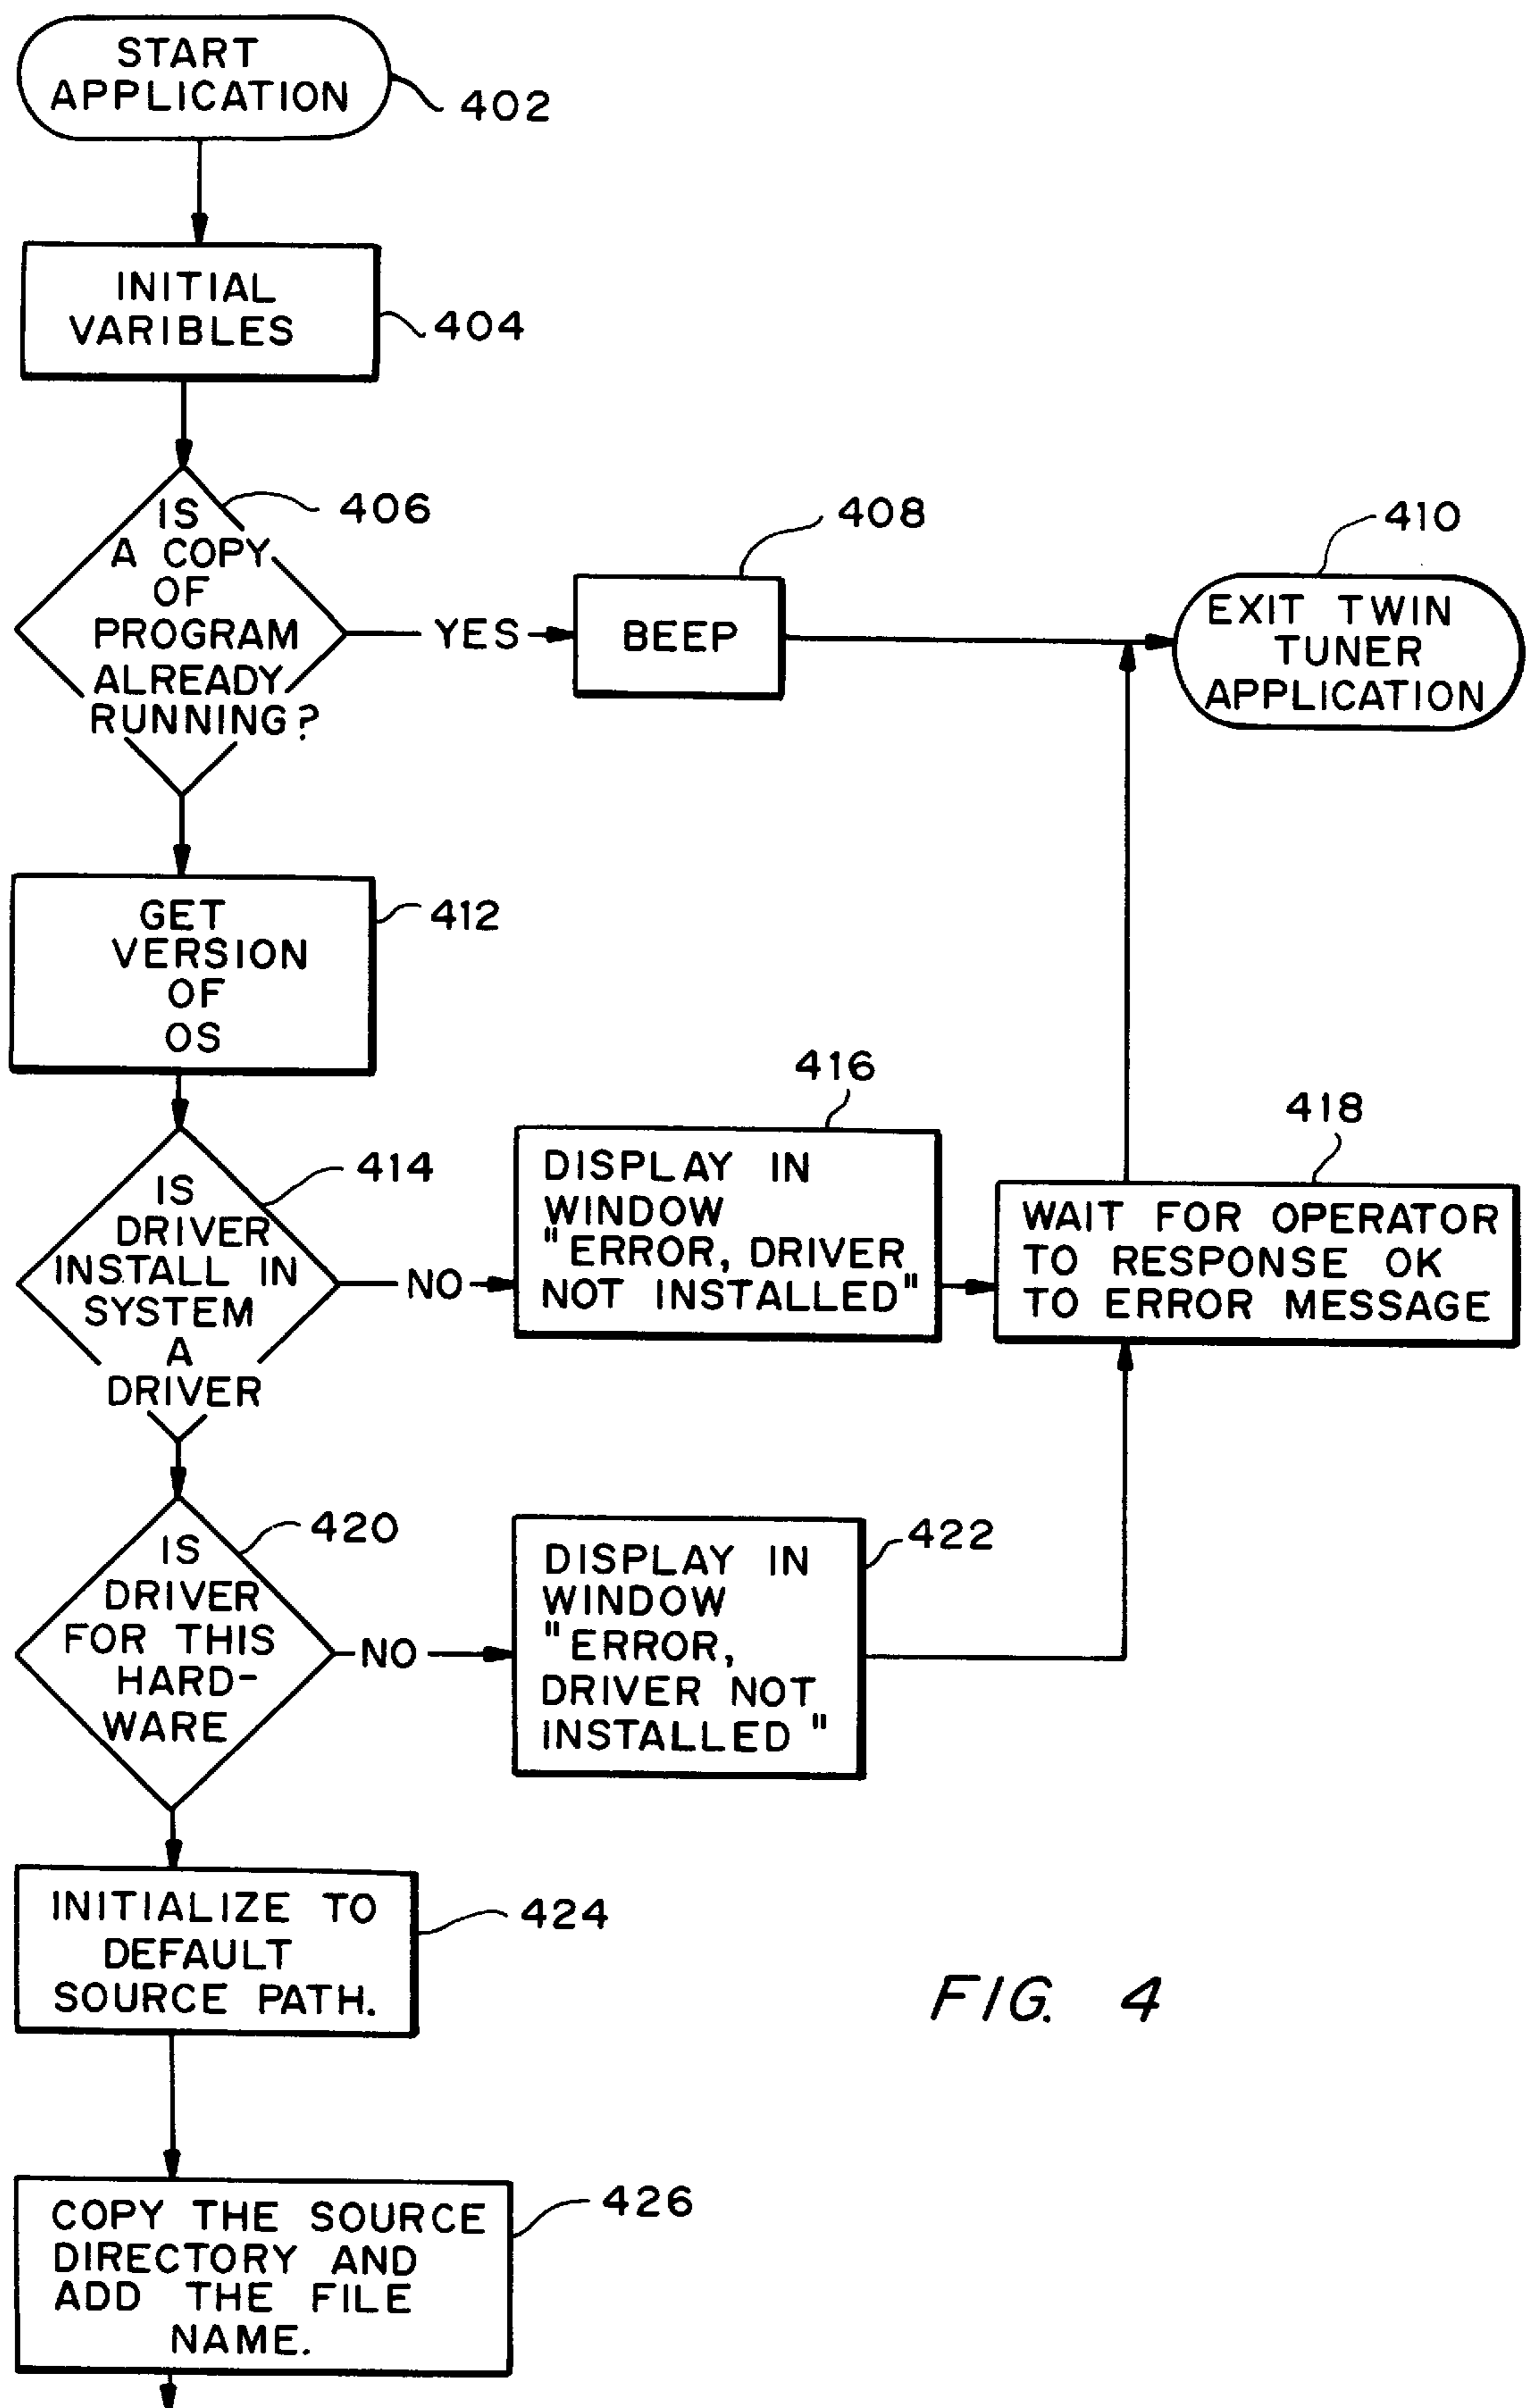 START
APPLICATION
402
INITIAL
VARIBLES
404
IS
A COPY
OF
PROGRAM
ALREADY
RUNNING?
406
YES
BEEP
408
EXIT TWIN
TUNER
APPLICATION
410
GET
VERSION
OF
OS
412
IS
DRIVER
INSTALL IN
SYSTEM
A
DRIVER
414
NO
DISPLAY IN
WINDOW
"ERROR, DRIVER
NOT INSTALLED"
416
WAIT FOR OPERATOR
TO RESPONSE OK
TO ERROR MESSAGE
418
IS
DRIVER
FOR THIS
HARD-
WARE
420
NO
DISPLAY IN
WINDOW
"ERROR,
DRIVER NOT
INSTALLED"
422
INITIALIZE TO
DEFAULT
SOURCE PATH.
424
FIG. 4
COPY THE SOURCE
DIRECTORY AND
ADD THE FILE
NAME.
426